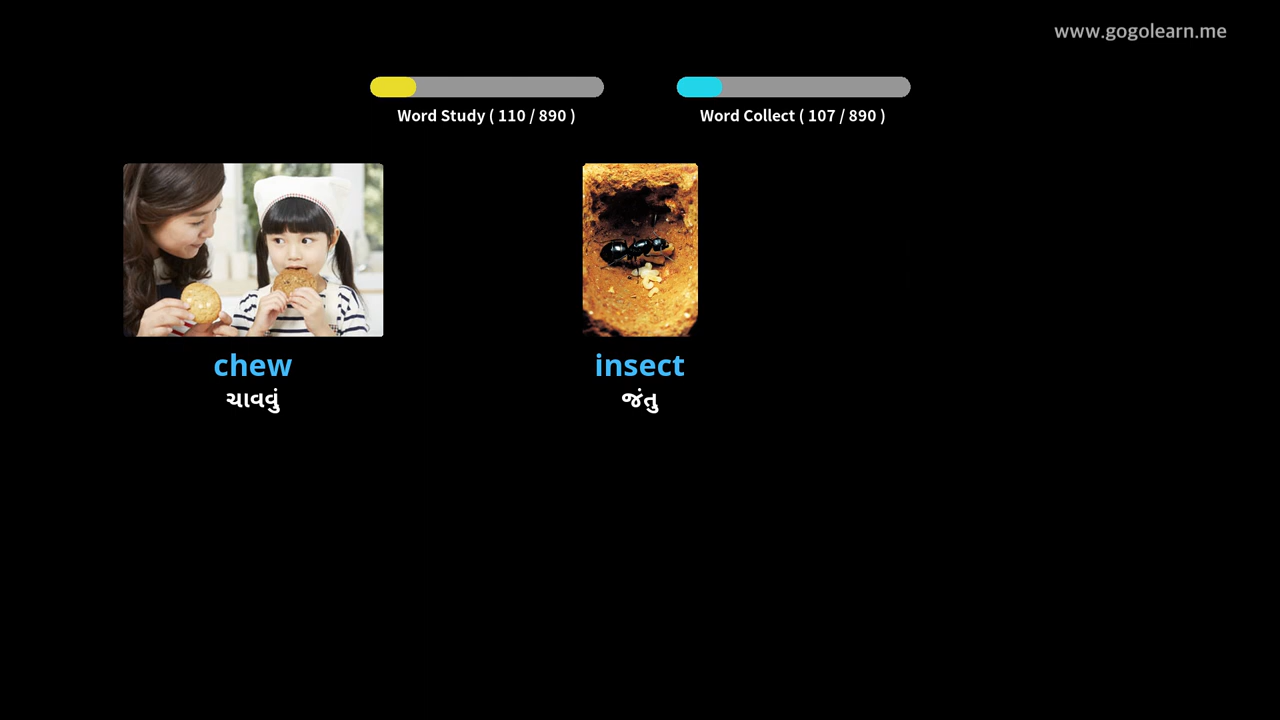 www.gogolearn.me
Word Study ( 110 / 890 )
Word Collect ( 107 / 890 )
chew
ચાવવું
insect
જંતુ